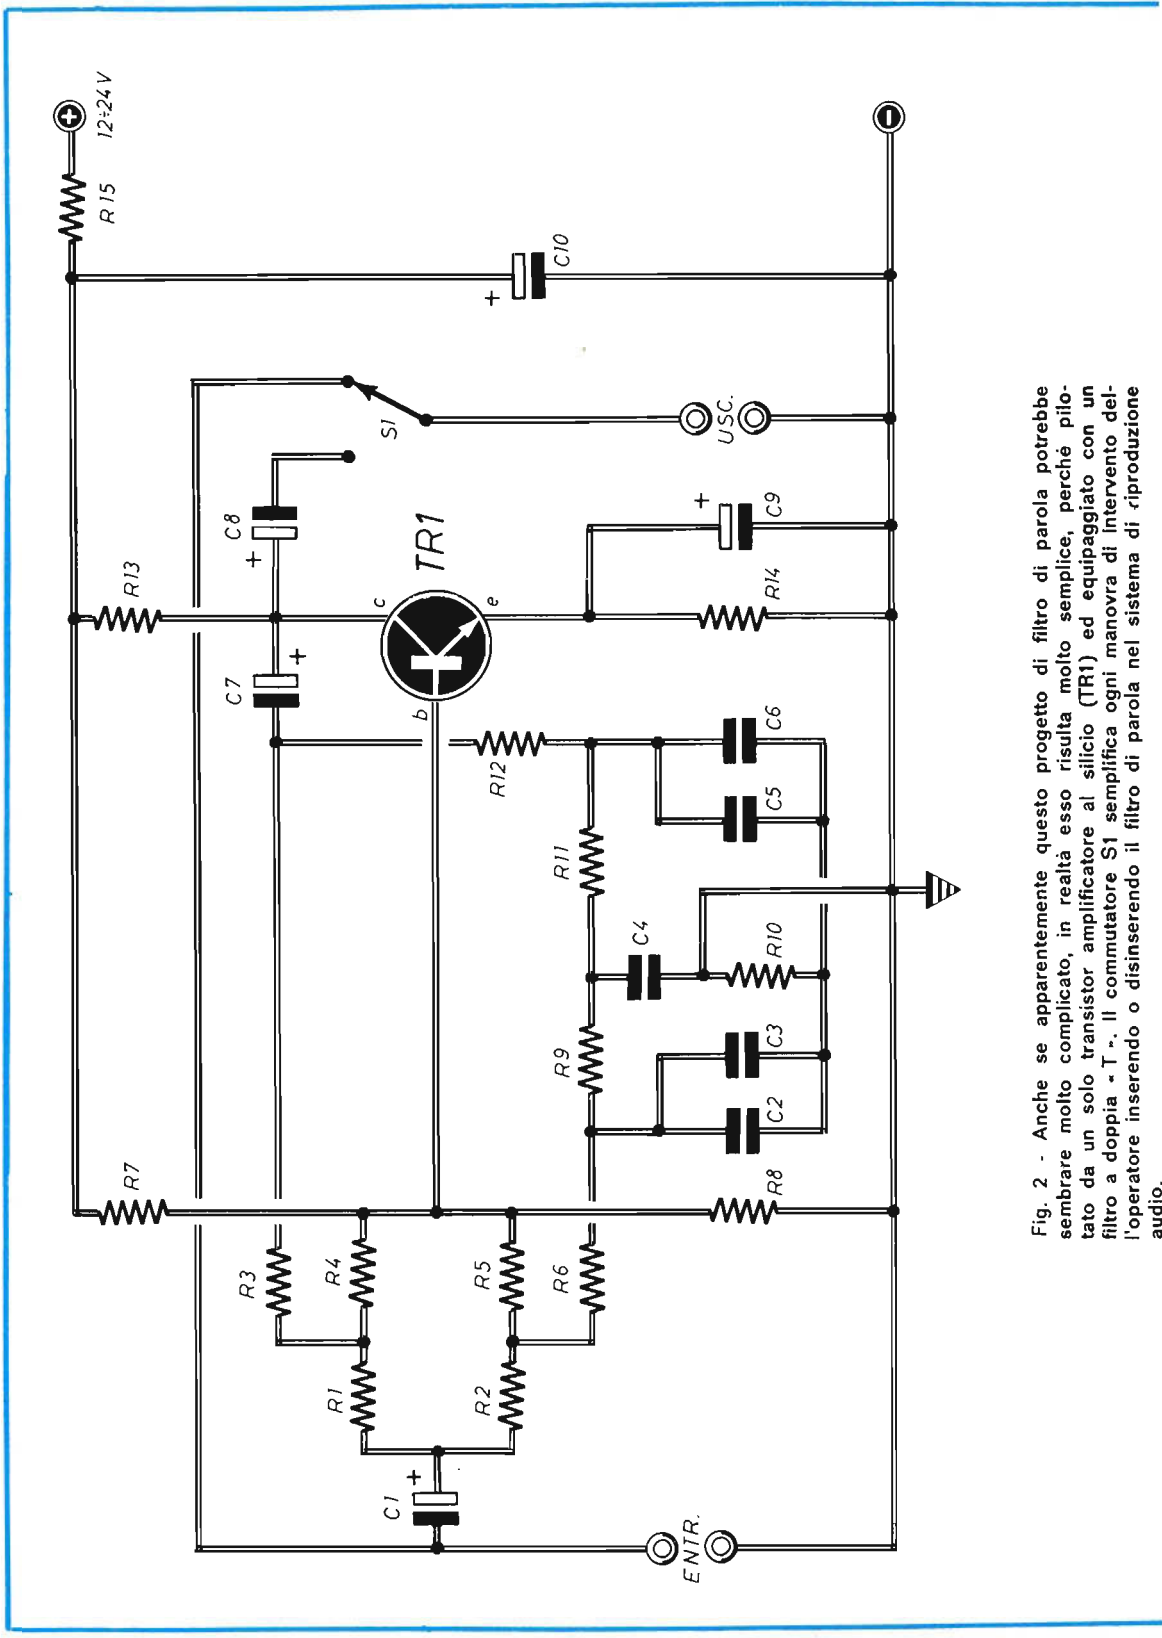 12÷24V
R15
C10
S1
USC.
C8
+
TR1
R13
c
e
b
C7
+
R14
C9
+
+
R12
C6
C5
R11
C4
R10
R9
C3
C2
R7
R8
R3
R4
R5
R6
R1
R2
C1
+
ENTR.
+
-
Fig. 2 - Anche se apparentemente questo progetto di filtro di parola potrebbe
sembrare molto complicato, in realtà esso risulta molto semplice, perché pilo-
tato da un solo transistor amplificatore al silicio (TR1) ed equipaggiato con un
filtro a doppia « T ». Il commutatore S1 semplifica ogni manovra di intervento del-
l'operatore inserendo o disinserendo il filtro di parola nel sistema di riproduzione
audio.